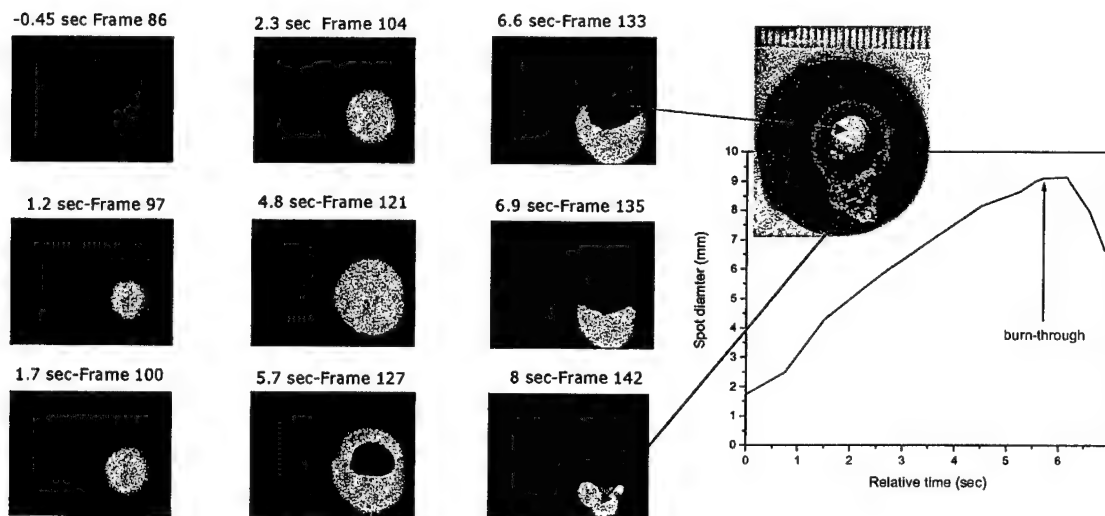 -0.45 sec Frame 86
2.3 sec Frame 104
6.6 sec-Frame 133
1.2 sec-Frame 97
4.8 sec-Frame 121
6.9 sec-Frame 135
1.7 sec-Frame 100
5.7 sec-Frame 127
8 sec-Frame 142
10
9
8
7
6
5
4
3
2
1
0
Spot diamter (mm)
burn-through
0
1
2
3
4
5
6
7
Relative time (sec)